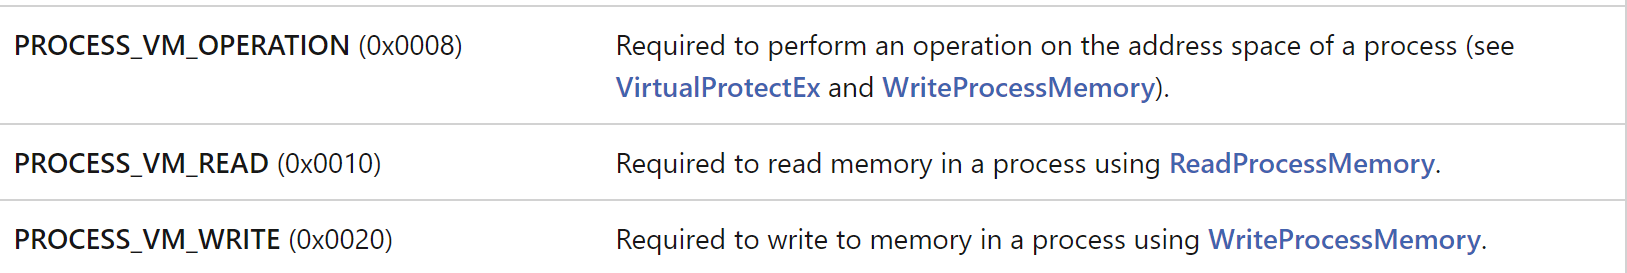 PROCESS_VM_OPERATION (0x0008) Required to perform an operation on the address space of a process (see
VirtualProtectEx and WriteProcessMemory).
PROCESS_VM_READ (0x0010) Required to read memory in a process using ReadProcessMemory.
PROCESS_VM_WRITE (0x0020) Required to write to memory in a process using WriteProcessMemory.